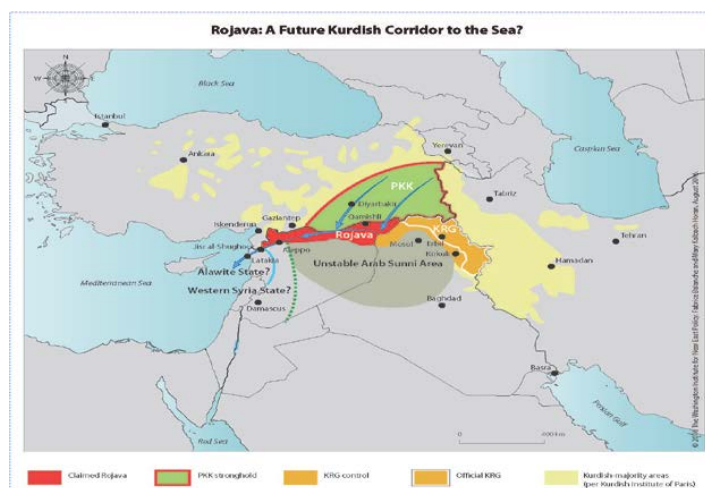 Rojava: A Future Kurdish Corridor to the Sea?
N
W
E
S
Black Sea
Caspian Sea
Istanbul
Ankara
Yerevan
PKK
Diyarbakir
Tabriz
Gaziantep
Qamishli
Iskenderun
Rojava
KRG
Tehran
Jisr al-Shughour
Aleppo
Mosul
Erbil
Latakia
Kirkuk
Hamadan
Alawite State?
Unstable Arab Sunni Area
Mediterranean Sea
Western Syria State?
Damascus
Baghdad
Basra
Persian Gulf
Red Sea
0
400 km
Claimed Rojava
PKK stronghold
KRG control
Official KRG
Kurdish-majority areas
(per Kurdish Institute of Paris)